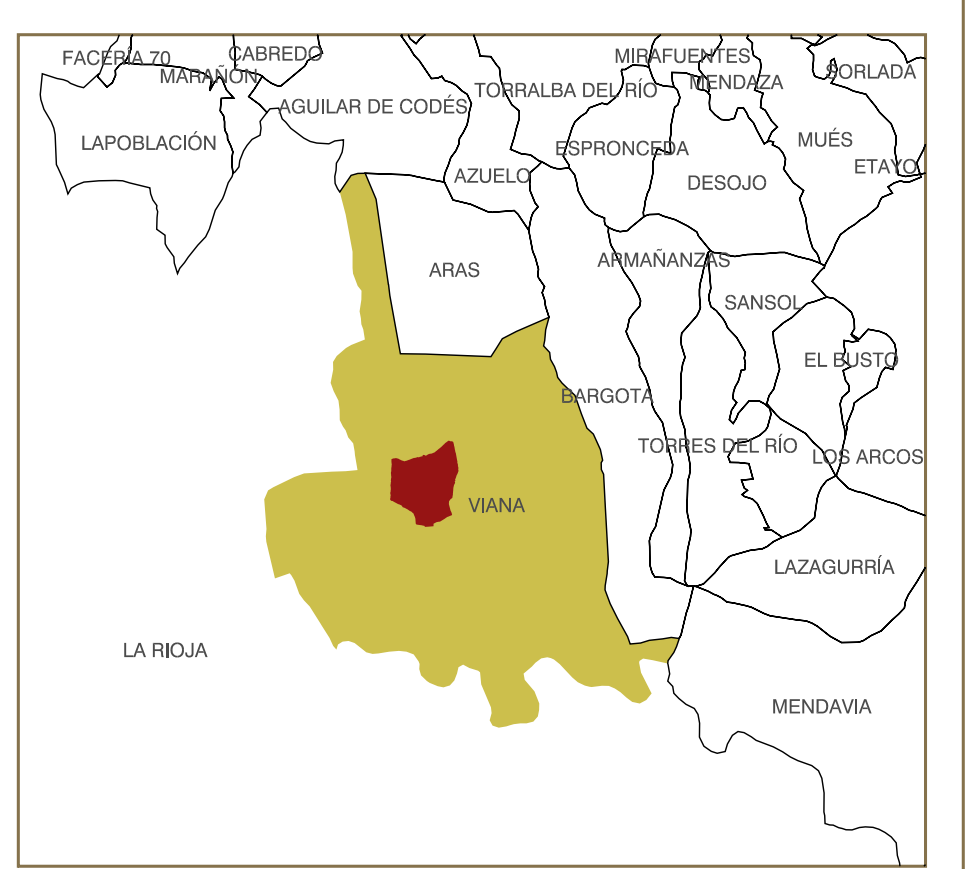 CABREDO
FACERÍA 70
MIRAFUENTES
MARAÑÓN
SORLADA
MENDAZA
TORRALBA DEL RÍO
AGUILAR DE CODÉS
LAPOBLACIÓN
MUÉS
ESPRONCEDA
ETAYO
AZUELO
DESOJO
ARMAÑANZAS
ARAS
SANSOL
EL BUSTO
BARGOTA
TORRES DEL RÍO
LOS ARCOS
VIANA
LAZAGURRÍA
LA RIOJA
MENDAVIA